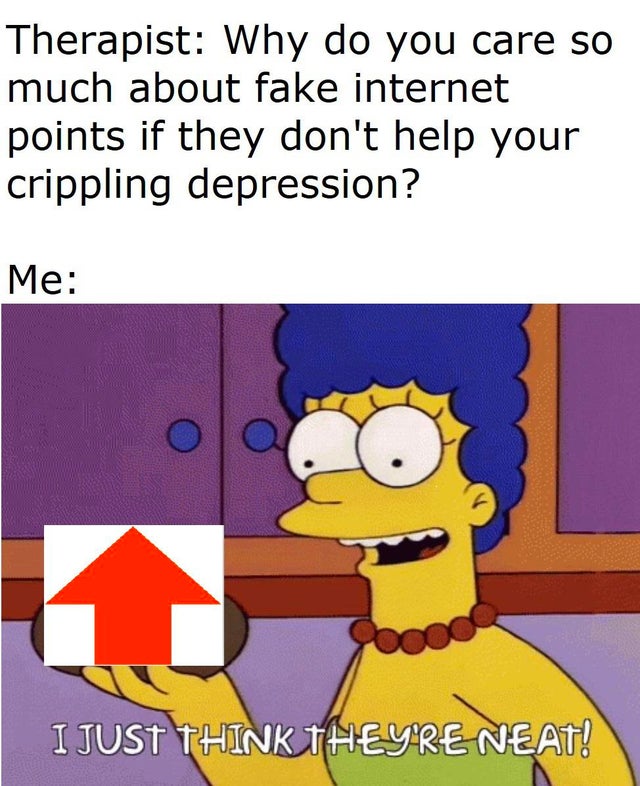 Therapist: Why do you care so
much about fake internet
points if they don't help your
crippling depression?
Me:
I JUST THINK THEY'RE NEAT!